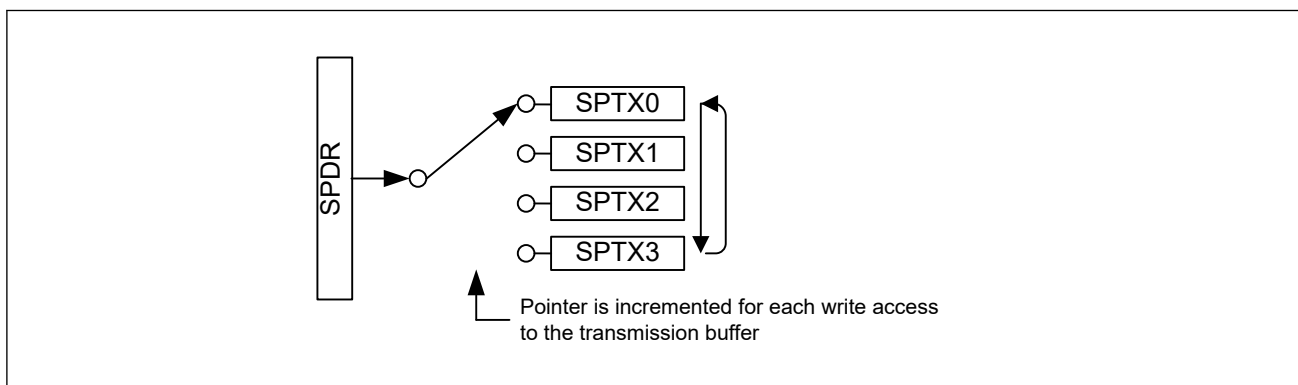 SPDR
SPTX0
SPTX1
SPTX2
SPTX3
Pointer is incremented for each write access
to the transmission buffer